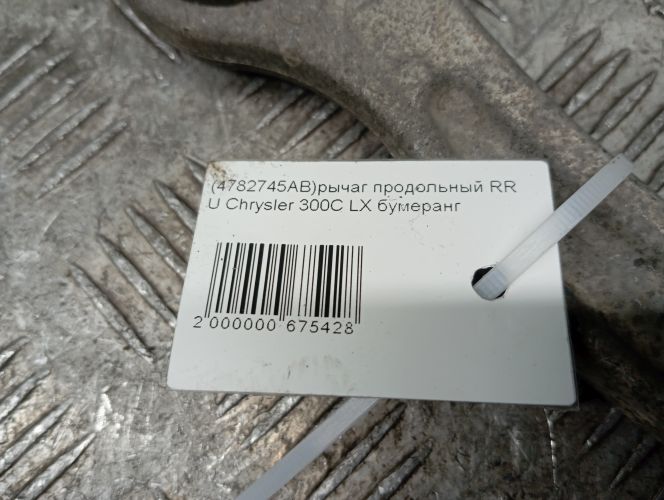 (4782745AB)рычаг продольный RR
U Chrysler 300C LX бумеранг
2 000000 675428